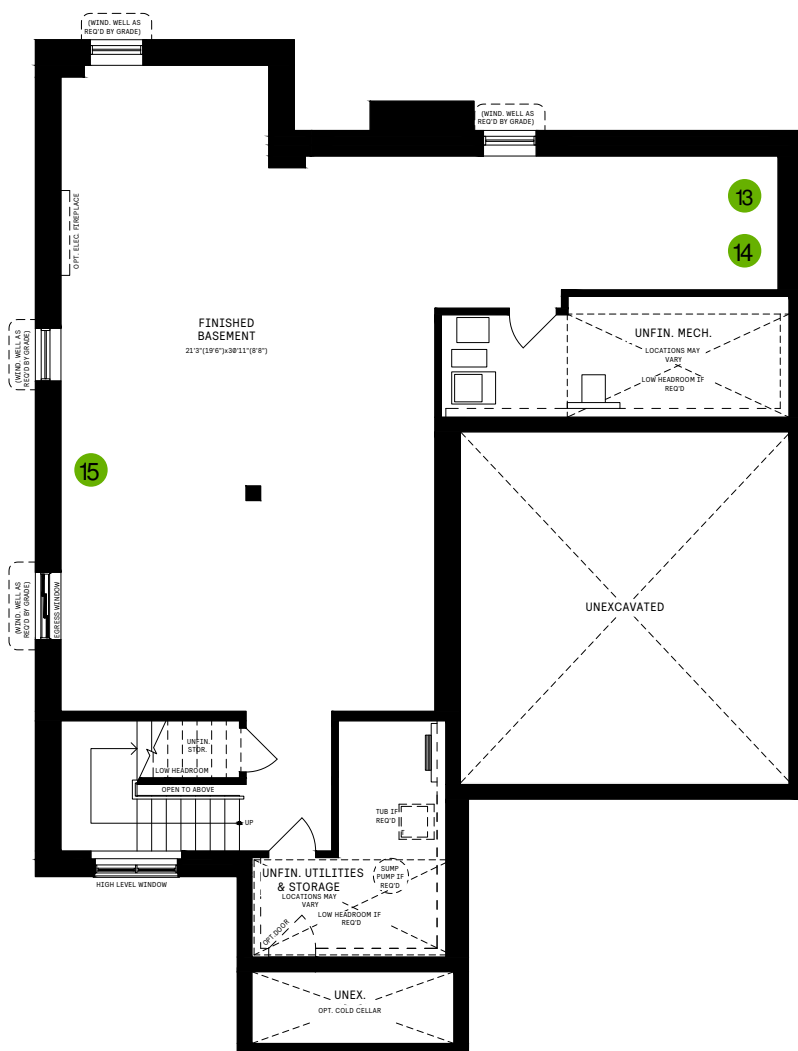 (WIND. WELL AS
REQ'D BY GRADE)
(WIND. WELL AS
REQ'D BY GRADE)
13
14
OPT. ELEC. FIREPLACE
FINISHED
BASEMENT
21'3"(19'6")x30'11"(8'8")
UNFIN. MECH.
LOCATIONS MAY
VARY
LOW HEADROOM IF
REQ'D
(WIND. WELL AS
REQ'D BY GRADE)
15
(WIND. WELL AS
REQ'D BY GRADE)
EGRESS WINDOW
UNEXCAVATED
UNFIN.
STOR.
LOW HEADROOM
OPEN TO ABOVE
UP
TUB IF
REQ'D
HIGH LEVEL WINDOW
UNFIN. UTILITIES
& STORAGE
LOCATIONS MAY
VARY
SUMP
PUMP IF
REQ'D
LOW HEADROOM IF
REQ'D
OPT.DOOR
UNEX.
OPT. COLD CELLAR